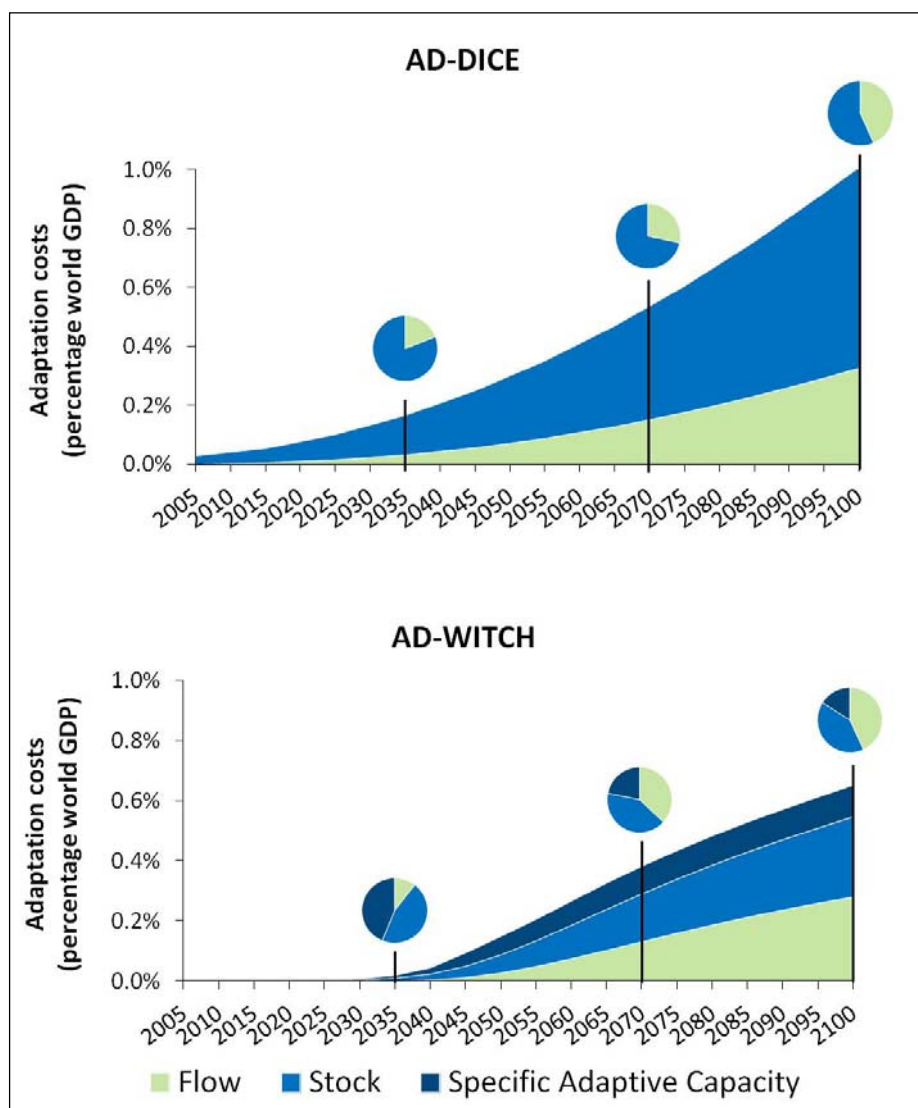 AD-DICE
Adaptation costs
(percentage world GDP)
1.0%
0.8%
0.6%
0.4%
0.2%
0.0%
2005 2010 2015 2020 2025 2030 2035 2040 2045 2050 2055 2060 2065 2070 2075 2080 2085 2090 2095 2100
AD-WITCH
Adaptation costs
(percentage world GDP)
1.0%
0.8%
0.6%
0.4%
0.2%
0.0%
2005 2010 2015 2020 2025 2030 2035 2040 2045 2050 2055 2060 2065 2070 2075 2080 2085 2090 2095 2100
Flow Stock Specific Adaptive Capacity